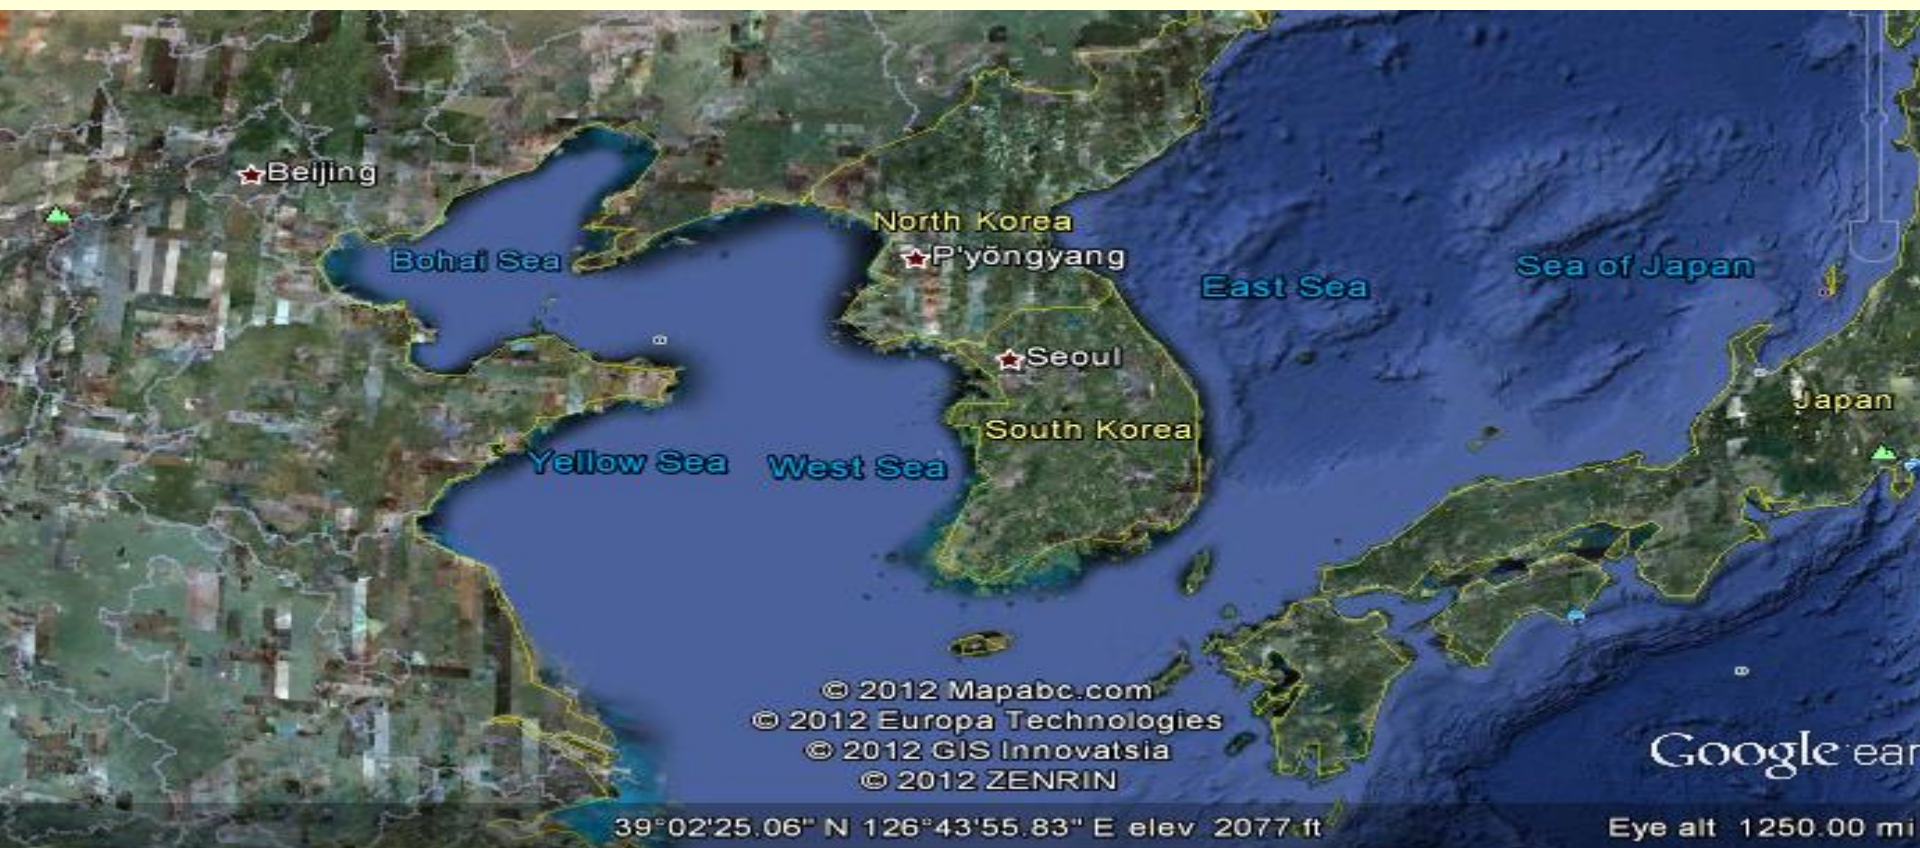 Beijing
North Korea
P'yŏngyang
Bohai Sea
East Sea
Sea of Japan
Seoul
Japan
South Korea
Yellow Sea
West Sea
© 2012 Mapabc.com
© 2012 Europa Technologies
© 2012 GIS Innovatsia
© 2012 ZENRIN
Google ear
39°02'25.06" N 126°43'55.83" E elev 2077 ft
Eye alt 1250.00 mi